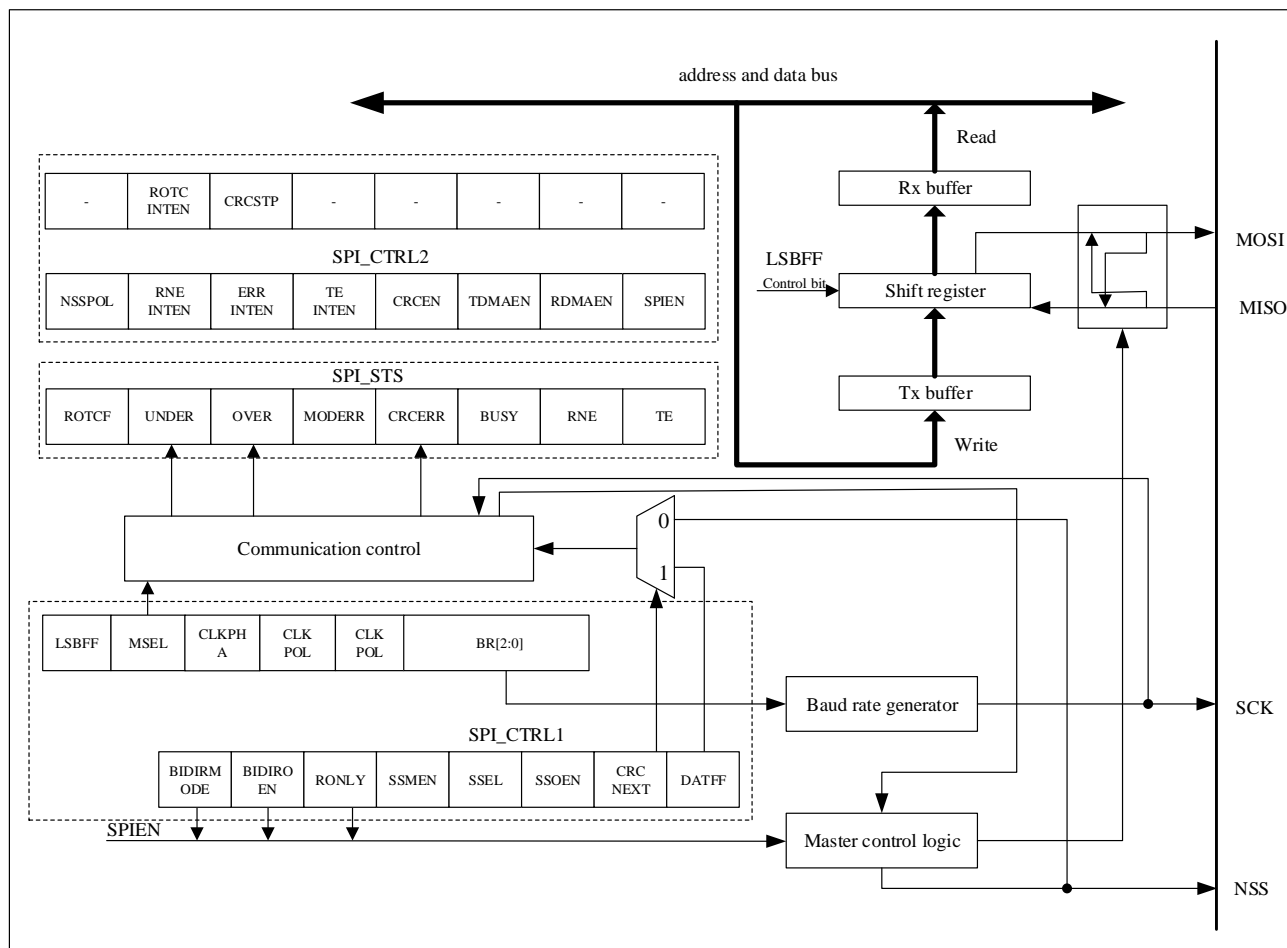 address and data bus
Read
Rx buffer
-
ROTC
INTEN
CRCSTP
-
-
-
-
-
SPI_CTRL2
NSSPOL
RNE
INTEN
ERR
INTEN
TE
INTEN
CRCEN
TDMAEN
RDMAEN
SPIEN
LSBFF
Control bit
Shift register
MOSI
MISO
SPI_STS
ROTCF
UNDER
OVER
MODERR
CRCERR
BUSY
RNE
TE
Tx buffer
Write
Communication control
0
1
LSBFF
MSEL
CLKPH
A
CLK
POL
CLK
POL
BR[2:0]
Baud rate generator
SCK
SPI_CTRL1
BIDIRM
ODE
BIDIRO
EN
RONLY
SSMEN
SSEL
SSOEN
CRC
NEXT
DATFF
SPIEN
Master control logic
NSS